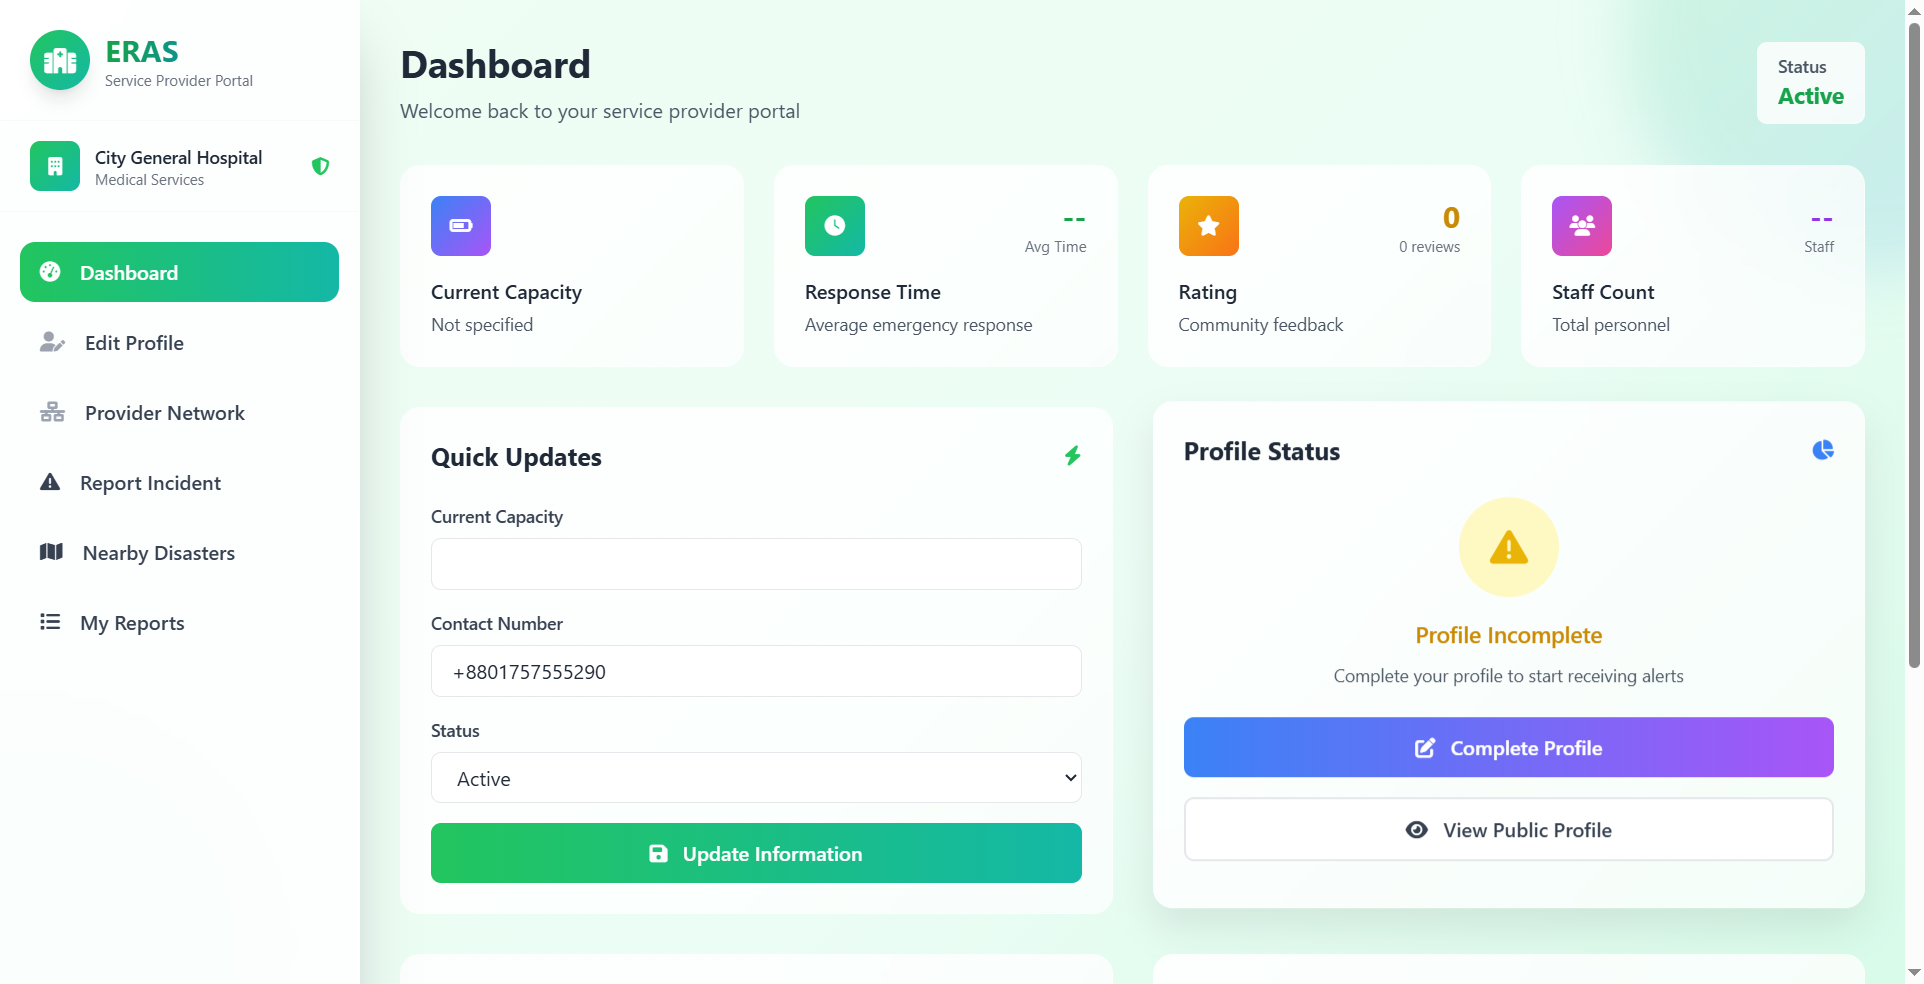 ERAS
Service Provider Portal
City General Hospital
Medical Services
Dashboard
Edit Profile
Provider Network
Report Incident
Nearby Disasters
My Reports
Dashboard
Welcome back to your service provider portal
Status
Active
Current Capacity
Not specified
--
Avg Time
Response Time
Average emergency response
0
0 reviews
Rating
Community feedback
--
Staff
Staff Count
Total personnel
Quick Updates
Current Capacity
Contact Number
+8801757555290
Status
Active
Update Information
Profile Status
Profile Incomplete
Complete your profile to start receiving alerts
Complete Profile
View Public Profile